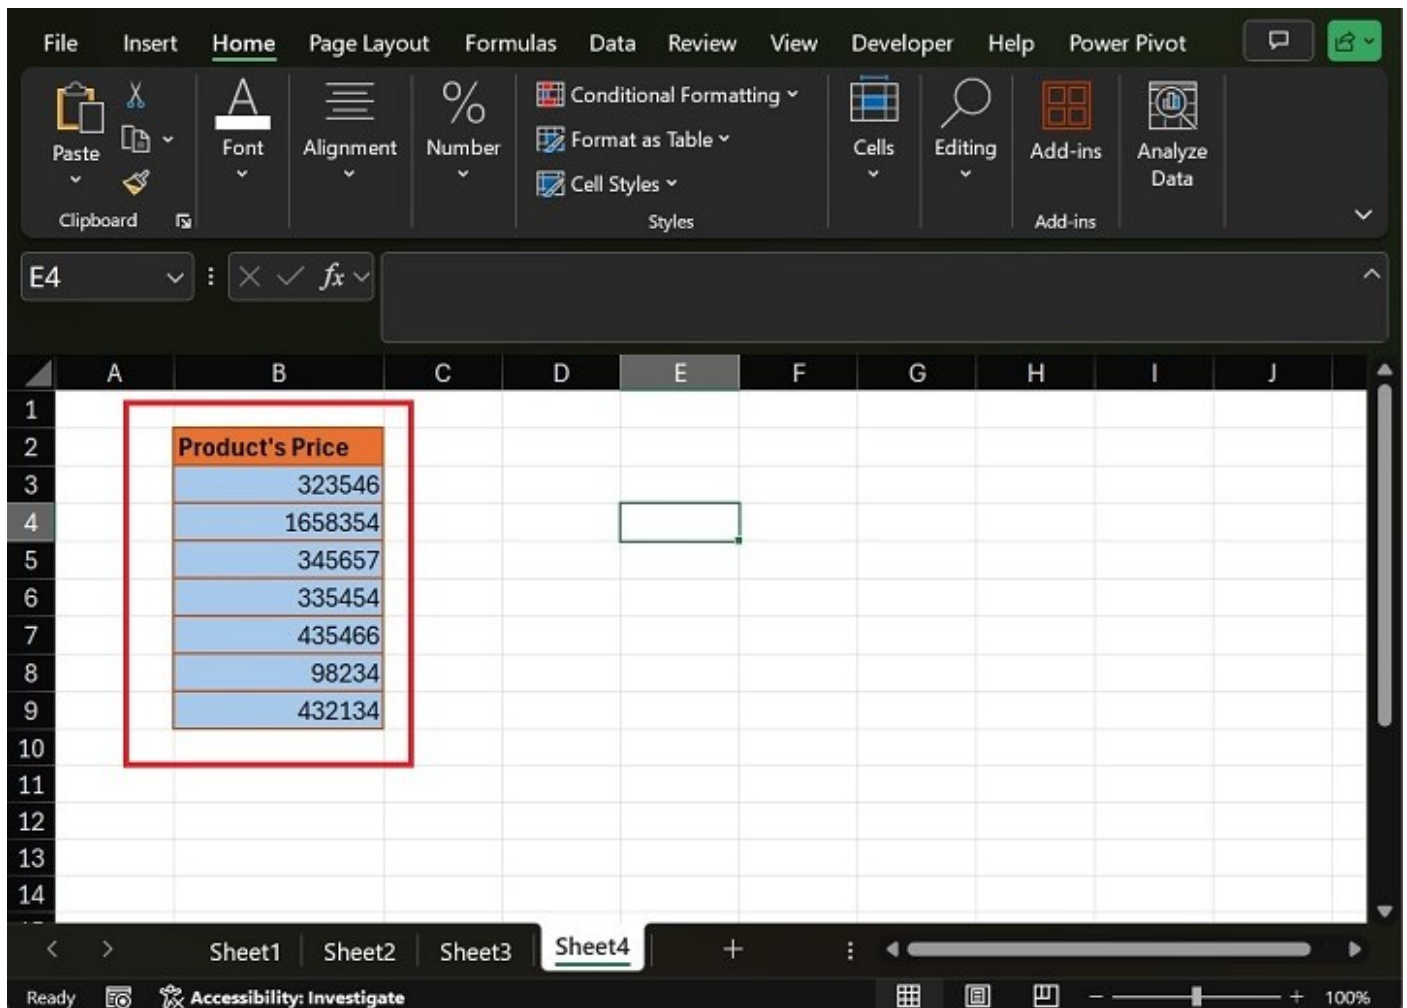 File Insert Home Page Layout Formulas Data Review View Developer Help Power Pivot
Paste
Clipboard
Font
Alignment
Number
Conditional Formatting
Format as Table
Cell Styles
Styles
Cells
Editing
Add-ins
Add-ins
Analyze
Data
E4
fx
A B C D E F G H I J
1
2 Product's Price
3 323546
4 1658354
5 345657
6 335454
7 435466
8 98234
9 432134
10
11
12
13
14
Sheet1 Sheet2 Sheet3 Sheet4 +
Ready Accessibility: Investigate − + 100%